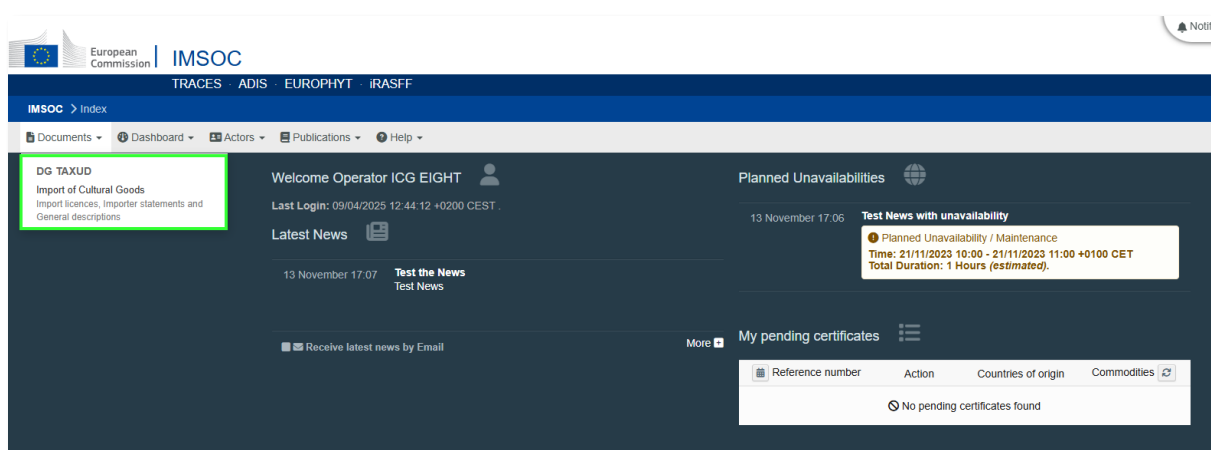 Notif
European
Commission
IMSOC
TRACES · ADIS · EUROPHYT · iRASFF
IMSOC > Index
Documents Dashboard Actors Publications Help
DG TAXUD
Import of Cultural Goods
Import licences, Importer statements and
General descriptions
Welcome Operator ICG EIGHT
Last Login: 09/04/2025 12:44:12 +0200 CEST .
Latest News
13 November 17:07 Test the News
Test News
Receive latest news by Email
More
Planned Unavailabilities
13 November 17:06 Test News with unavailability
Planned Unavailability / Maintenance
Time: 21/11/2023 10:00 - 21/11/2023 11:00 +0100 CET
Total Duration: 1 Hours (estimated).
My pending certificates
Reference number Action Countries of origin Commodities
No pending certificates found